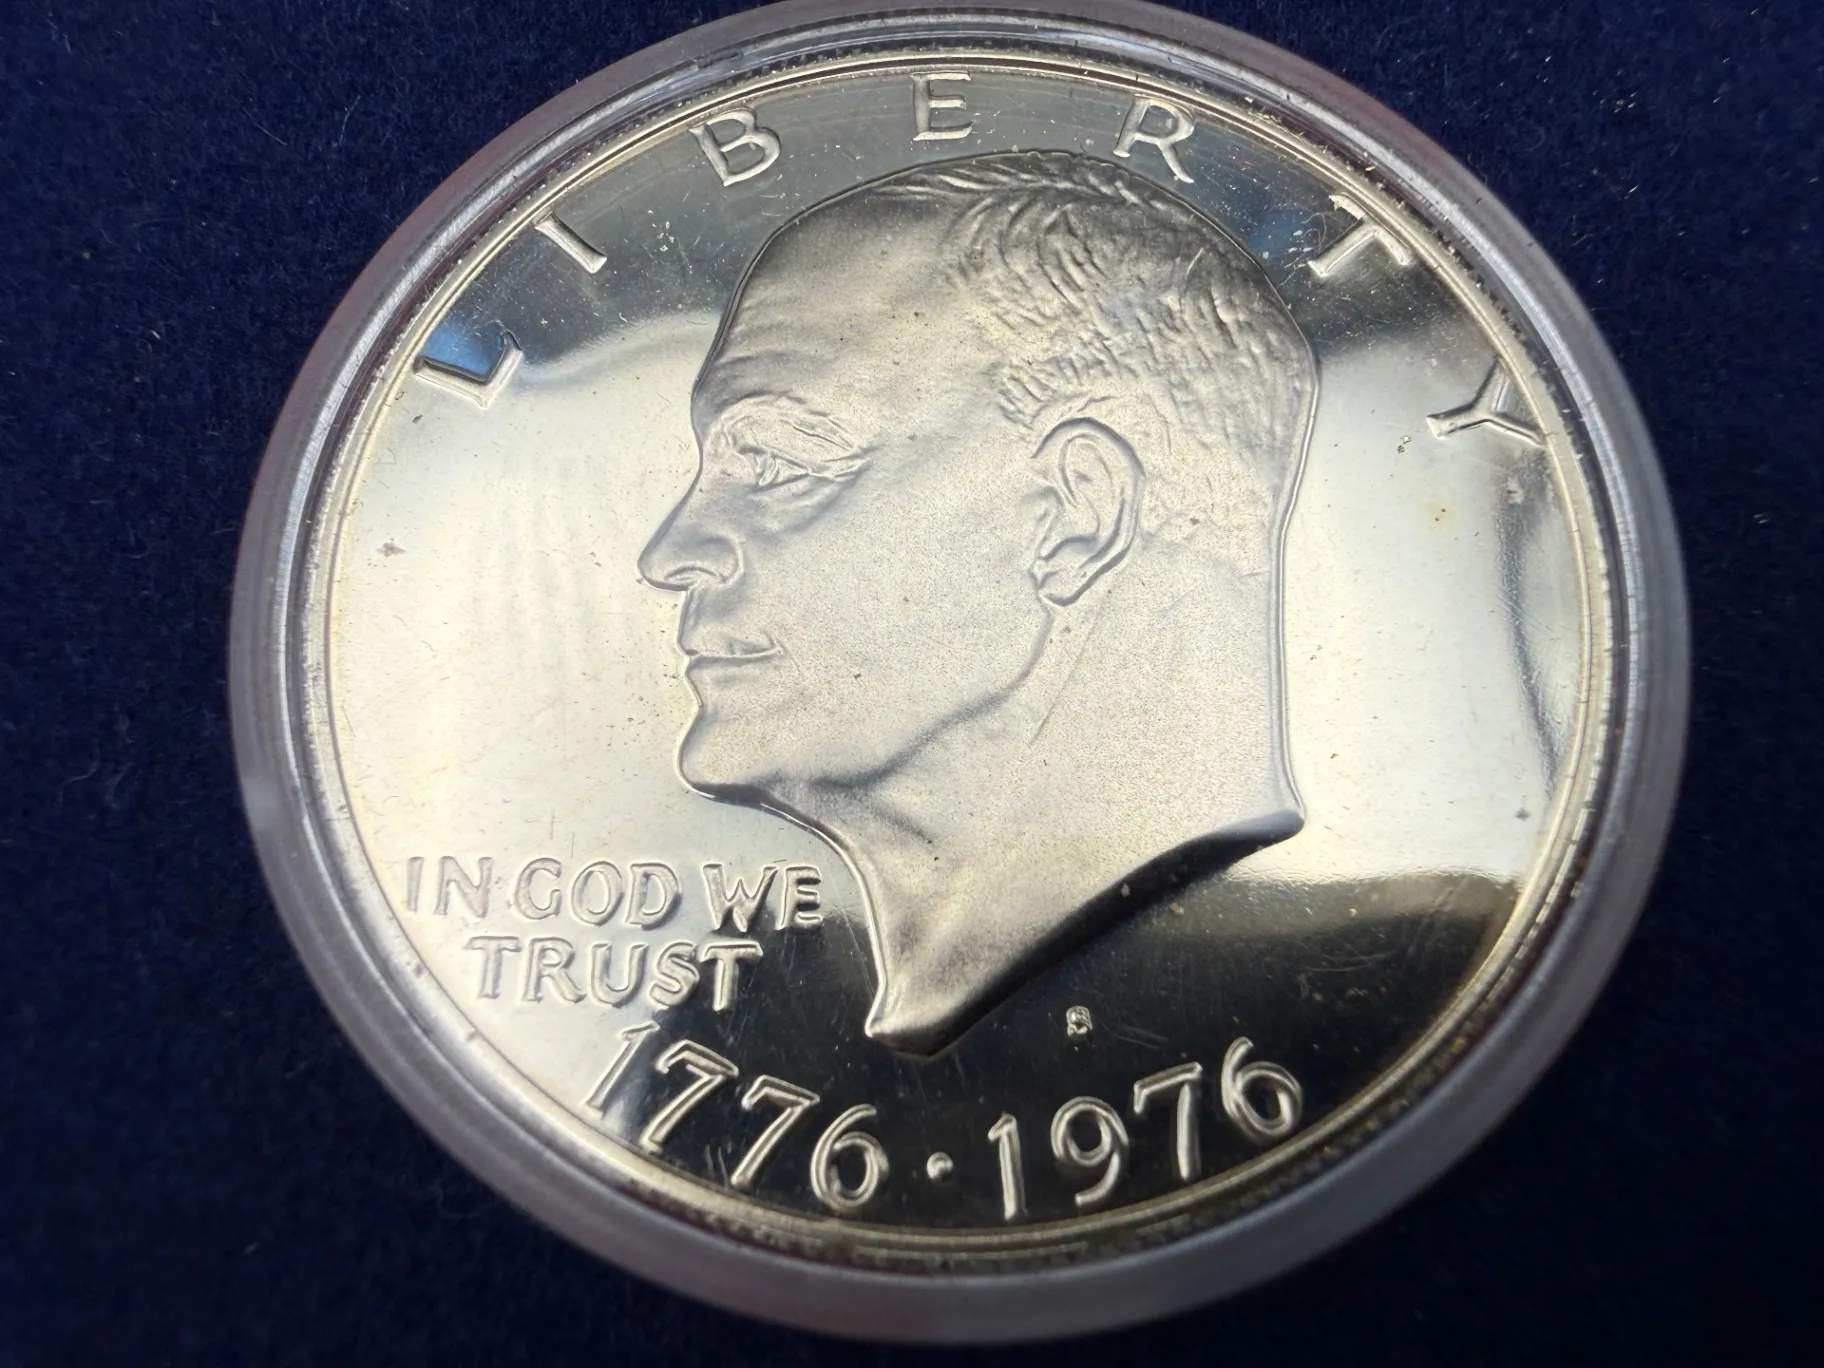 LIBERTY
IN GOD WE
TRUST
S
1776·1976